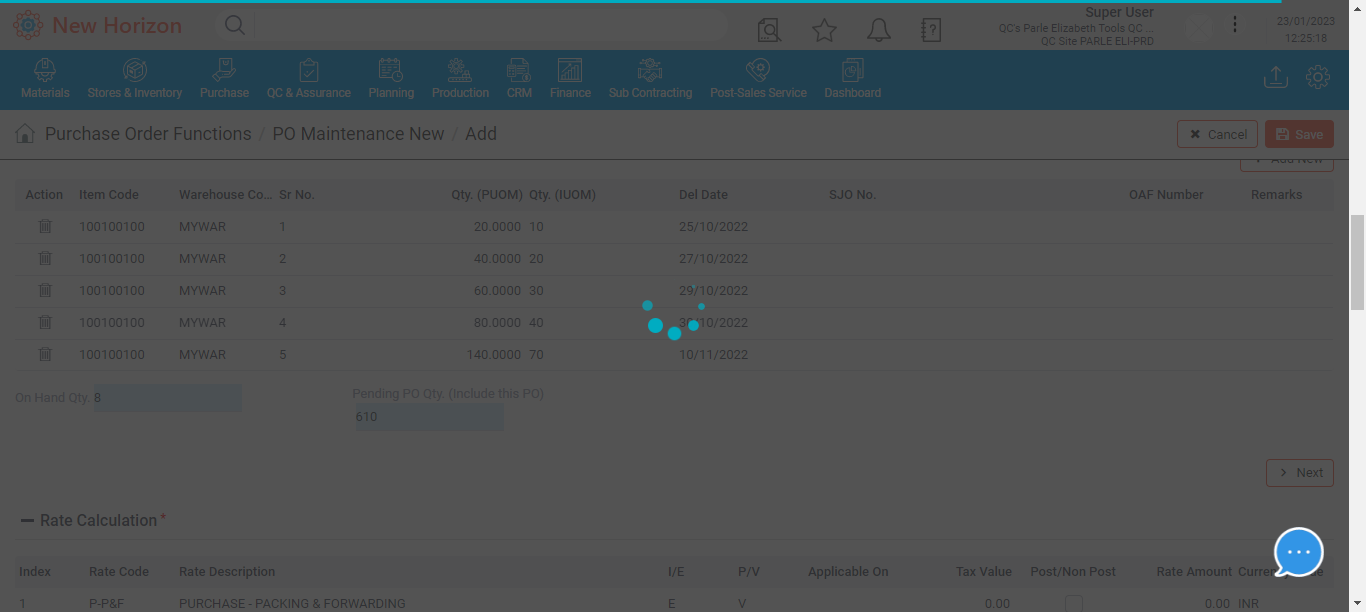 New Horizon
Super User
QC's Parle Elizabeth Tools QC ...
QC Site PARLE ELI-PRD
23/01/2023
12:25:18
Materials Stores & Inventory Purchase QC & Assurance Planning Production CRM Finance Sub Contracting Post-Sales Service Dashboard
Purchase Order Functions / PO Maintenance New / Add
Cancel Save
Add New
Action Item Code Warehouse Co... Sr No. Qty. (PUOM) Qty. (IUOM) Del Date SJO No. OAF Number Remarks
100100100 MYWAR 1 20.0000 10 25/10/2022
100100100 MYWAR 2 40.0000 20 27/10/2022
100100100 MYWAR 3 60.0000 30 29/10/2022
100100100 MYWAR 4 80.0000 40 30/10/2022
100100100 MYWAR 5 140.0000 70 10/11/2022
On Hand Qty. 8
Pending PO Qty. (Include this PO)
610
Next
Rate Calculation *
Index Rate Code Rate Description I/E P/V Applicable On Tax Value Post/Non Post Rate Amount
1 P-P&F PURCHASE - PACKING & FORWARDING E V 0.00 0.00 INR